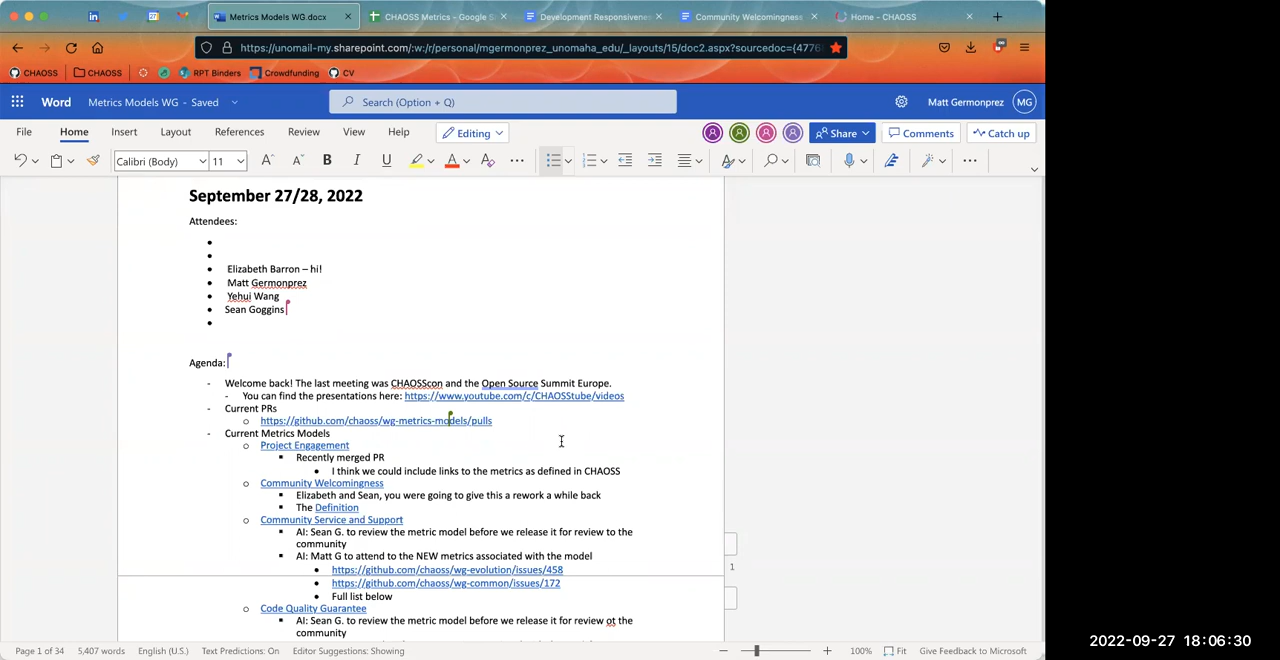 Metrics Models WG.docx
CHAOSS Metrics - Google S
Development Responsivene
Community Welcomingness
Home - CHAOSS
https://unomail-my.sharepoint.com/:w:/r/personal/mgermonprez_unomaha_edu/_layouts/15/doc2.aspx?sourcedoc={4776
CHAOSS CHAOSS RPT Binders Crowdfunding CV
Word Metrics Models WG - Saved Search (Option + Q) Matt Germonprez MG
File Home Insert Layout References Review View Help Editing Share Comments Catch up
Calibri (Body) 11
September 27/28, 2022
Attendees:
Elizabeth Barron – hi!
Matt Germonprez
Yehui Wang
Sean Goggins
Agenda:
- Welcome back! The last meeting was CHAOSScon and the Open Source Summit Europe.
- You can find the presentations here: https://www.youtube.com/c/CHAOSStube/videos
- Current PRs
o https://github.com/chaoss/wg-metrics-models/pulls
- Current Metrics Models
o Project Engagement
▪ Recently merged PR
• I think we could include links to the metrics as defined in CHAOSS
o Community Welcomingness
▪ Elizabeth and Sean, you were going to give this a rework a while back
▪ The Definition
o Community Service and Support
▪ AI: Sean G. to review the metric model before we release it for review to the
community
▪ AI: Matt G to attend to the NEW metrics associated with the model
• https://github.com/chaoss/wg-evolution/issues/458
• https://github.com/chaoss/wg-common/issues/172
• Full list below
o Code Quality Guarantee
▪ AI: Sean G. to review the metric model before we release it for review ot the
community
1
Page 1 of 34 5,407 words English (U.S.) Text Predictions: On Editor Suggestions: Showing 100% Fit Give Feedback to Microsoft
2022-09-27 18:06:30